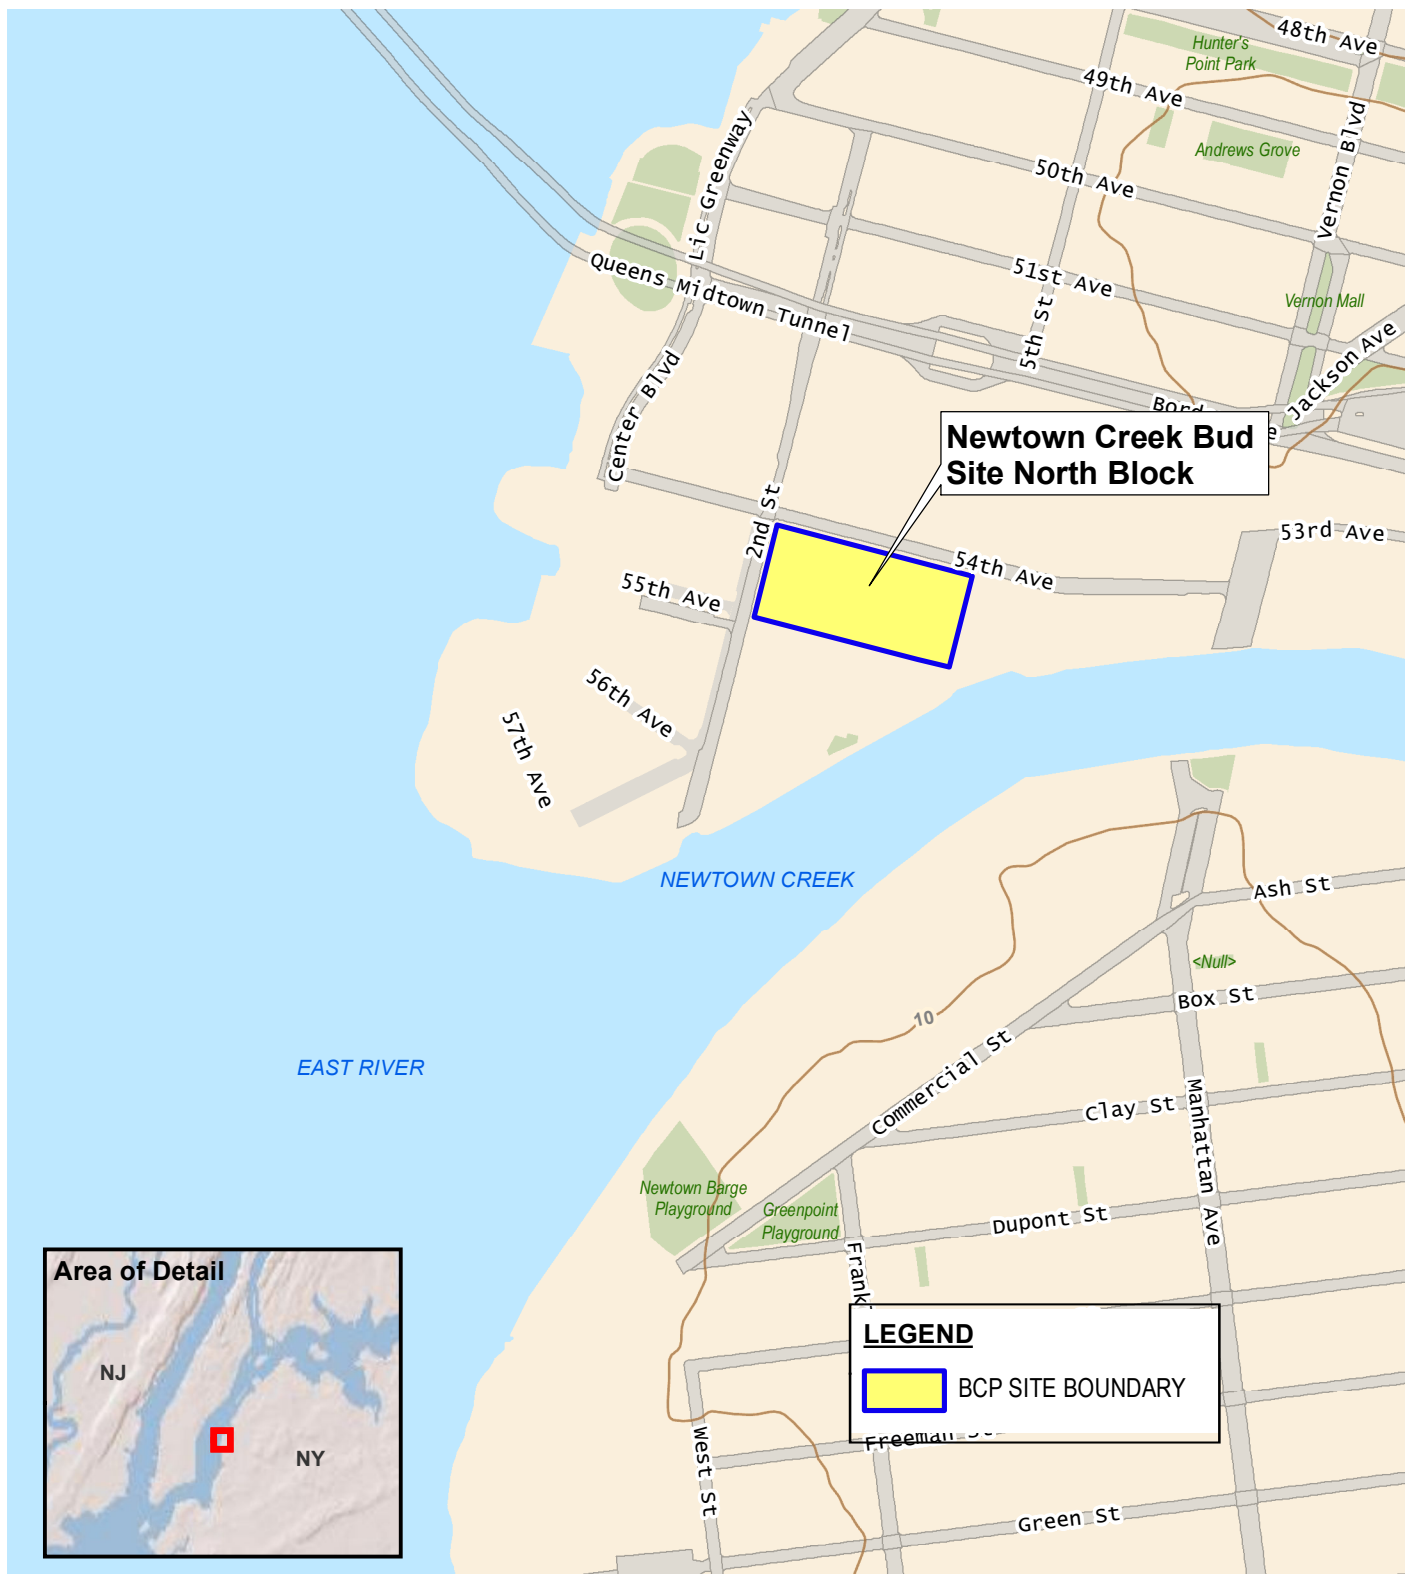 48th Ave
Hunter's
Point Park
49th Ave
Vernon Blvd
Andrews Grove
50th Ave
Lic Greenway
51st Ave
Queens Midtown Tunnel
Vernon Mall
5th St
Jackson Ave
Center Blvd
Newtown Creek Bud
Site North Block
2nd St
53rd Ave
54th Ave
55th Ave
56th Ave
57th Ave
NEWTOWN CREEK
Ash St
<Null>
Box St
10
Commercial St
EAST RIVER
Clay St
Manhattan Ave
Newtown Barge
Playground
Greenpoint
Playground
Dupont St
Area of Detail
NJ
NY
LEGEND
BCP SITE BOUNDARY
Freeman St
West St
Green St